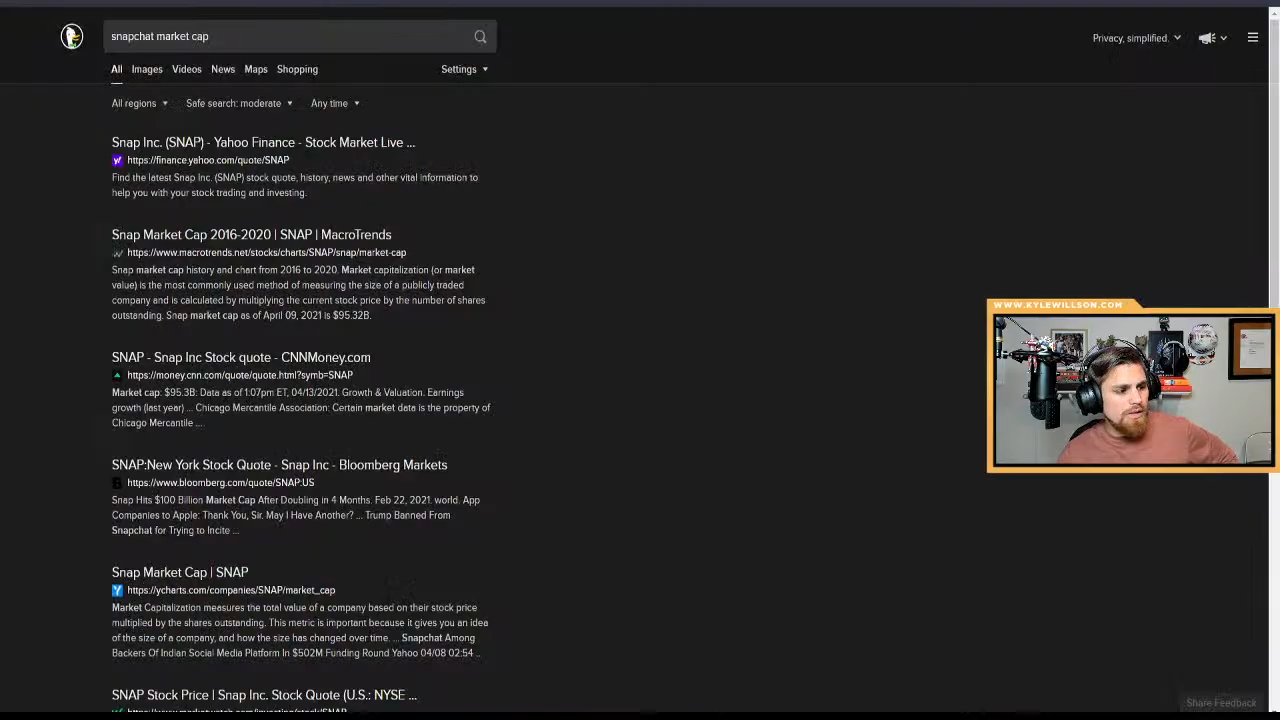 snapchat market cap
Privacy, simplified.
All Images Videos News Maps Shopping Settings
All regions Safe search: moderate Any time
Snap Inc. (SNAP) - Yahoo Finance - Stock Market Live ...
https://finance.yahoo.com/quote/SNAP
Find the latest Snap Inc. (SNAP) stock quote, history, news and other vital information to
help you with your stock trading and investing.
Snap Market Cap 2016-2020 | SNAP | MacroTrends
https://www.macrotrends.net/stocks/charts/SNAP/snap/market-cap
Snap market cap history and chart from 2016 to 2020. Market capitalization (or market
value) is the most commonly used method of measuring the size of a publicly traded
company and is calculated by multiplying the current stock price by the number of shares
outstanding. Snap market cap as of April 09, 2021 is $95.32B.
WWW.KYLEWILLSON.COM
SNAP - Snap Inc Stock quote - CNNMoney.com
https://money.cnn.com/quote/quote.html?symb=SNAP
Market cap: $95.3B: Data as of 1:07pm ET, 04/13/2021. Growth & Valuation. Earnings
growth (last year) ... Chicago Mercantile Association: Certain market data is the property of
Chicago Mercantile ...
SNAP:New York Stock Quote - Snap Inc - Bloomberg Markets
https://www.bloomberg.com/quote/SNAP:US
Snap Hits $100 Billion Market Cap After Doubling in 4 Months. Feb 22, 2021. world. App
Companies to Apple: Thank You, Sir. May I Have Another? ... Trump Banned From
Snapchat for Trying to Incite ...
Snap Market Cap | SNAP
https://ycharts.com/companies/SNAP/market_cap
Market Capitalization measures the total value of a company based on their stock price
multiplied by the shares outstanding. This metric is important because it gives you an idea
of the size of a company, and how the size has changed over time. ... Snapchat Among
Backers Of Indian Social Media Platform In $502M Funding Round Yahoo 04/08 02:54 ..
SNAP Stock Price | Snap Inc. Stock Quote (U.S.: NYSE ...
https://www.marketwatch.com/investing/stock/SNAP
Share Feedback